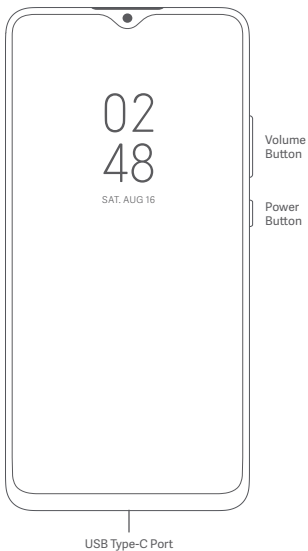 02
48
SAT. AUG 16
Volume
Button
Power
Button
USB Type-C Port